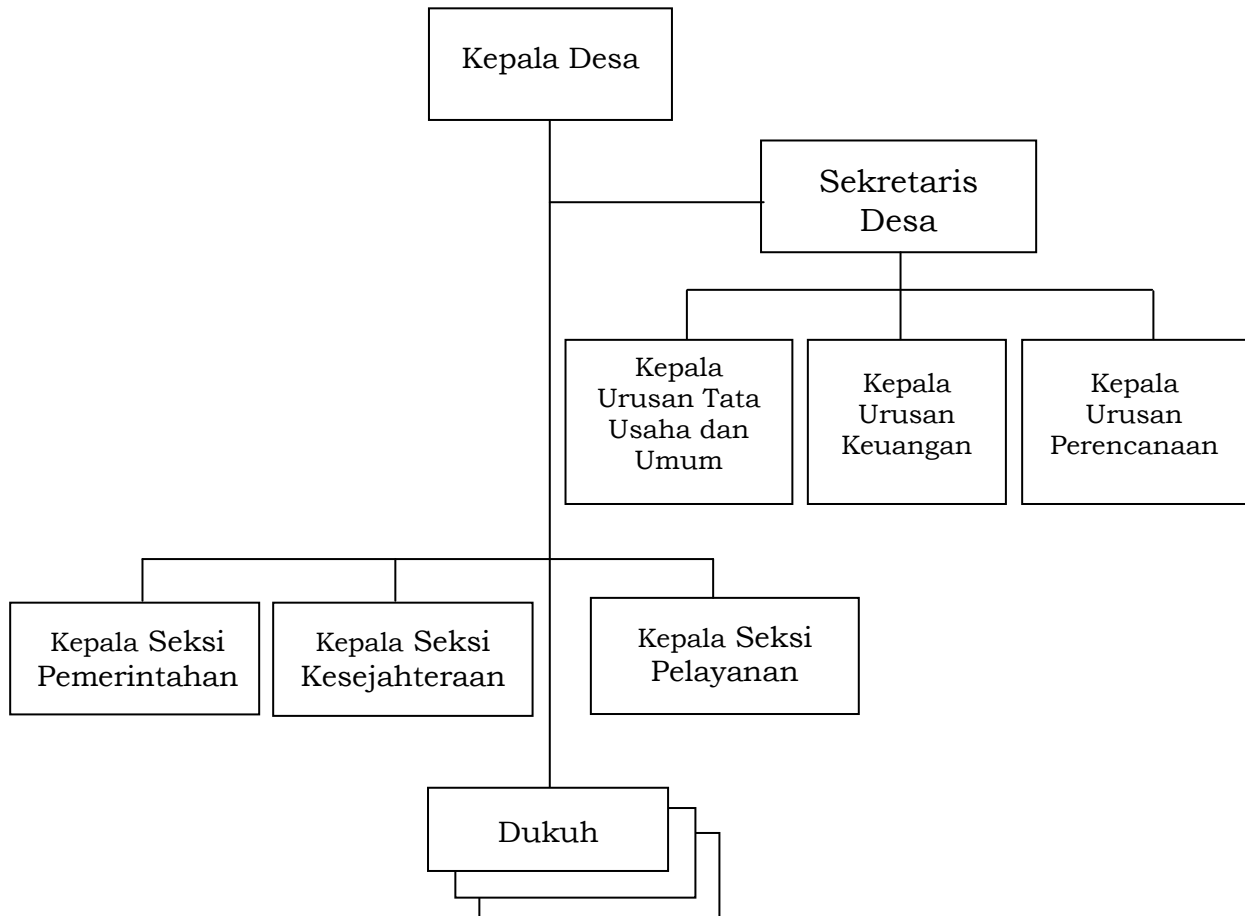 Kepala Desa
Sekretaris
Desa
Kepala
Urusan Tata
Usaha dan
Umum
Kepala
Urusan
Keuangan
Kepala
Urusan
Perencanaan
Kepala Seksi
Pemerintahan
Kepala Seksi
Kesejahteraan
Kepala Seksi
Pelayanan
Dukuh